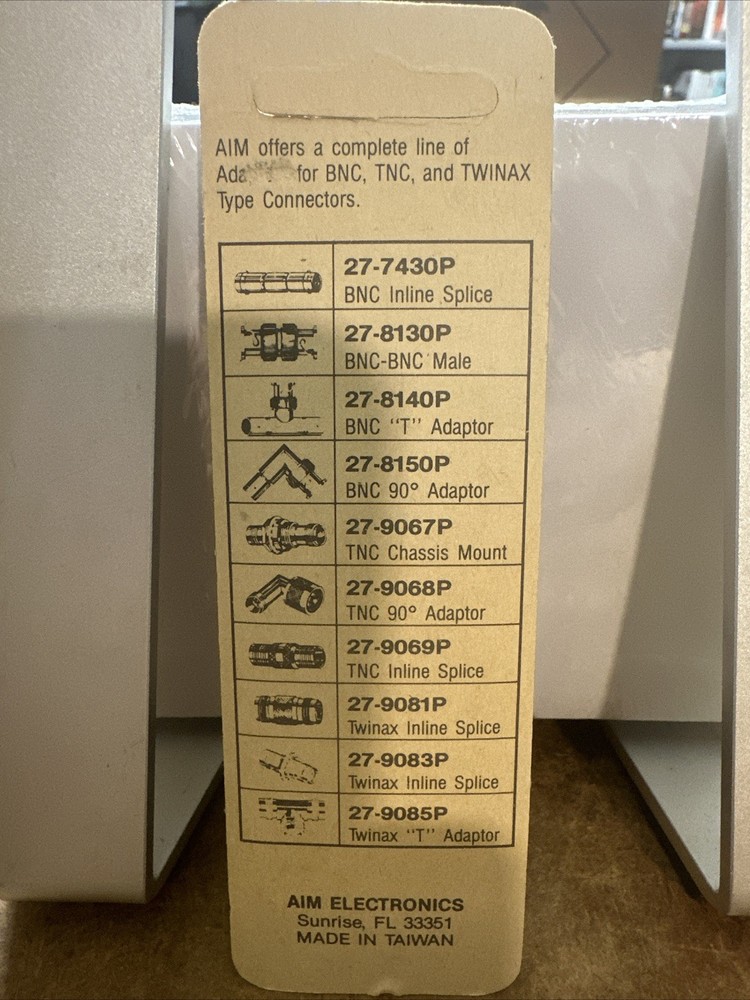 AIM offers a complete line of
for BNC, TNC, and TWINAX
Type Connectors.
27-7430P
BNC Inline Splice
27-8130P
BNC-BNC Male
27-8140P
BNC "T" Adaptor
27-8150P
BNC 90° Adaptor
27-9067P
TNC Chassis Mount
27-9068P
TNC 90° Adaptor
27-9069P
TNC Inline Splice
27-9081P
Twinax Inline Splice
27-9083P
Twinax Inline Splice
27-9085P
Twinax "T" Adaptor
AIM ELECTRONICS
Sunrise, FL 33351
MADE IN TAIWAN